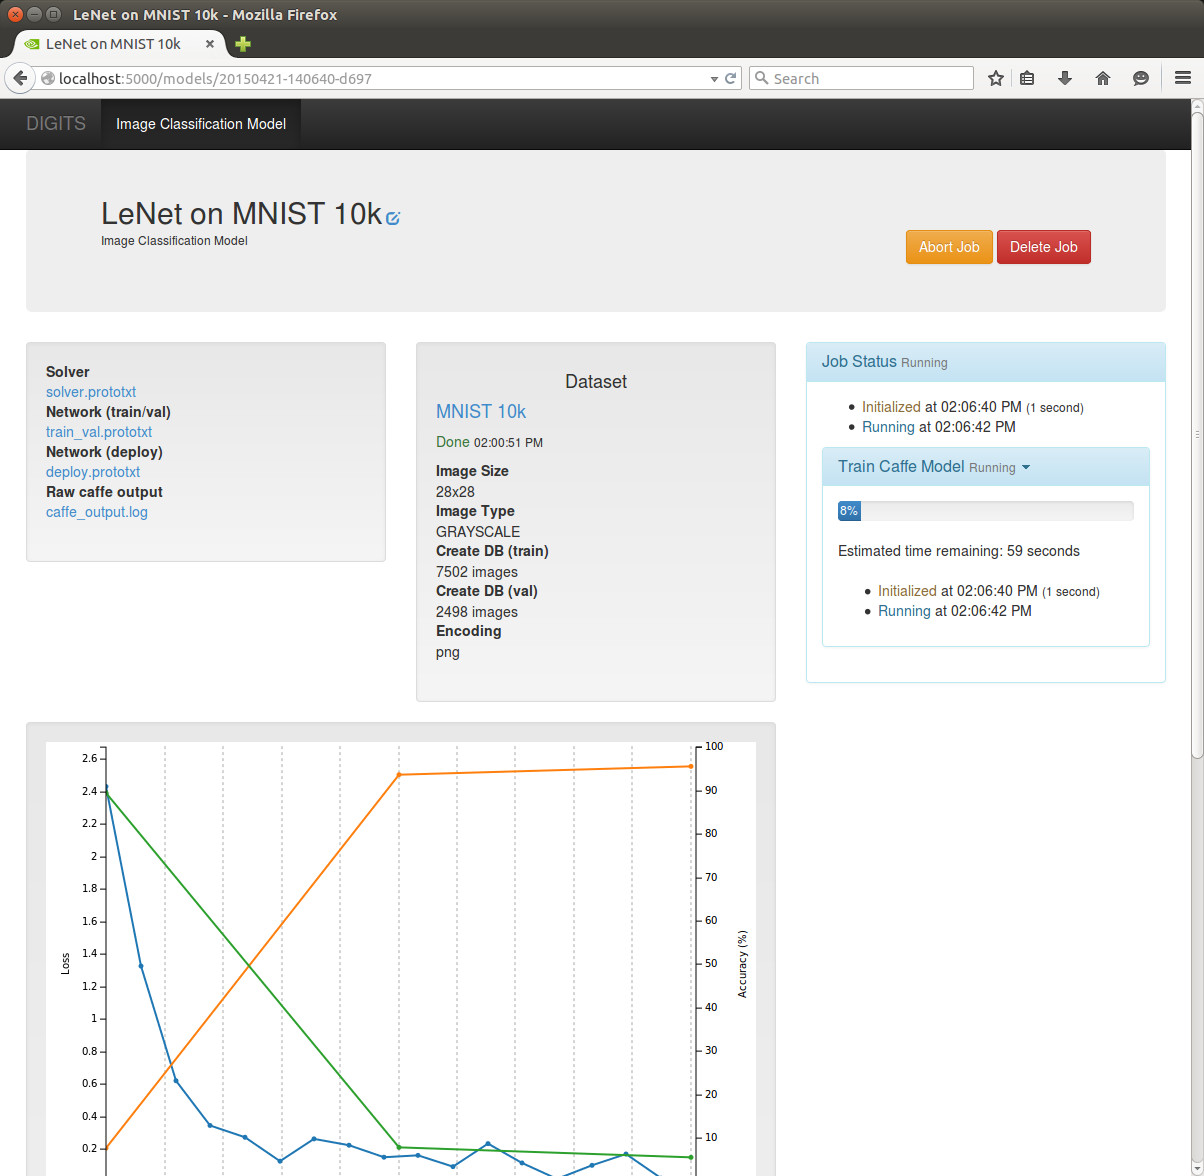 LeNet on MNIST 10k - Mozilla Firefox
LeNet on MNIST 10k
localhost:5000/models/20150421-140640-d697
Search
DIGITS
Image Classification Model
LeNet on MNIST 10k
Image Classification Model
Abort Job
Delete Job
Solver
solver.prototxt
Network (train/val)
train_val.prototxt
Network (deploy)
deploy.prototxt
Raw caffe output
caffe_output.log
Dataset
MNIST 10k
Done 02:00:51 PM
Image Size
28x28
Image Type
GRAYSCALE
Create DB (train)
7502 images
Create DB (val)
2498 images
Encoding
png
Job Status Running
Initialized at 02:06:40 PM (1 second)
Running at 02:06:42 PM
Train Caffe Model Running
8%
Estimated time remaining: 59 seconds
Initialized at 02:06:40 PM (1 second)
Running at 02:06:42 PM
2.6
2.4
2.2
2
1.8
1.6
1.4
1.2
1
0.8
0.6
0.4
0.2
Loss
100
90
80
70
60
50
40
30
20
10
Accuracy (%)